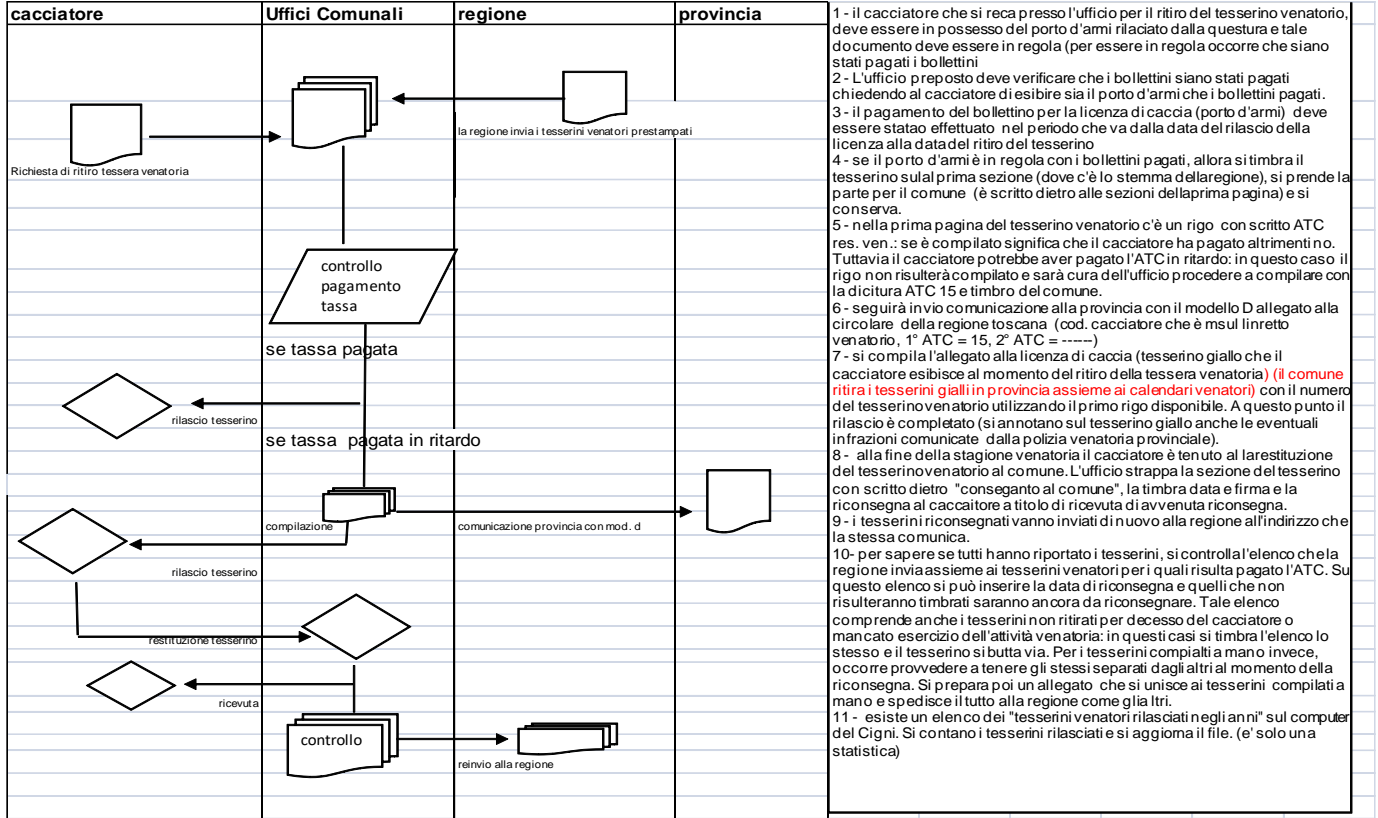 cacciatore
Uffici Comunali
regione
provincia
la regione invia i tesserini venatori prestampati
Richiesta di ritiro tessera venatoria
controllo
pagamento
tassa
se tassa pagata
rilascio tesserino
se tassa pagata in ritardo
compilazione
comunicazione provincia con mod. d
rilascio tesserino
restituzione tesserino
ricevuta
controllo
reinvio alla regione
1 - il cacciatore che si reca presso l'ufficio per il ritiro del tesserino venatorio,
deve essere in possesso del porto d'armi rilaciato dalla questura e tale
documento deve essere in regola (per essere in regola occorre che siano
stati pagati i bollettini
2 - L'ufficio preposto deve verificare che i bollettini siano stati pagati
chiedendo al cacciatore di esibire sia il porto d'armi che i bollettini pagati.
3 - il pagamento del bollettino per la licenza di caccia (porto d'armi) deve
essere statao effettuato nel periodo che va dalla data del rilascio della
licenza alla data del ritiro del tesserino
4 - se il porto d'armi è in regola con i bollettini pagati, allora si timbra il
tesserino sulal prima sezione (dove c'è lo stemma dellaregione), si prende la
parte per il comune (è scritto dietro alle sezioni dellaprima pagina) e si
conserva.
5 - nella prima pagina del tesserino venatorio c'è un rigo con scritto ATC
res. ven.: se è compilato significa che il cacciatore ha pagato altrimenti no.
Tuttavia il cacciatore potrebbe aver pagato l'ATC in ritardo: in questo caso il
rigo non risulterà compilato e sarà cura dell'ufficio procedere a compilare con
la dicitura ATC 15 e timbro del comune.
6 - seguirà invio comunicazione alla provincia con il modello D allegato alla
circolare della regione toscana (cod. cacciatore che è msul linretto
venatorio, 1° ATC = 15, 2° ATC = ------)
7 - si compila l'allegato alla licenza di caccia (tesserino giallo che il
cacciatore esibisce al momento del ritiro della tessera venatoria) (il comune
ritira i tesserini gialli in provincia assieme ai calendari venatori) con il numero
del tesserino venatorio utilizzando il primo rigo disponibile. A questo punto il
rilascio è completato (si annotano sul tesserino giallo anche le eventuali
infrazioni comunicate dalla polizia venatoria provinciale).
8 - alla fine della stagione venatoria il cacciatore è tenuto al larestituzione
del tesserino venatorio al comune. L'ufficio strappa la sezione del tesserino
con scritto dietro "conseganto al comune", la timbra data e firma e la
riconsegna al caccaitore a titolo di ricevuta di avvenuta riconsegna.
9 - i tesserini riconsegnati vanno inviati di nuovo alla regione all'indirizzo che
la stessa comunica.
10- per sapere se tutti hanno riportato i tesserini, si controlla l'elenco che la
regione invia assieme ai tesserini venatori per i quali risulta pagato l'ATC. Su
questo elenco si può inserire la data di riconsegna e quelli che non
risulteranno timbrati saranno ancora da riconsegnare. Tale elenco
comprende anche i tesserini non ritirati per decesso del cacciatore o
mancato esercizio dell'attività venatoria: in questi casi si timbra l'elenco lo
stesso e il tesserino si butta via. Per i tesserini compialti a mano invece,
occorre provvedere a tenere gli stessi separati dagli altri al momento della
riconsegna. Si prepara poi un allegato che si unisce ai tesserini compilati a
mano e spedisce il tutto alla regione come glia ltri.
11 - esiste un elenco dei "tesserini venatori rilasciati negli anni" sul computer
del Cigni. Si contano i tesserini rilasciati e si aggiorna il file. (e' solo una
statistica)